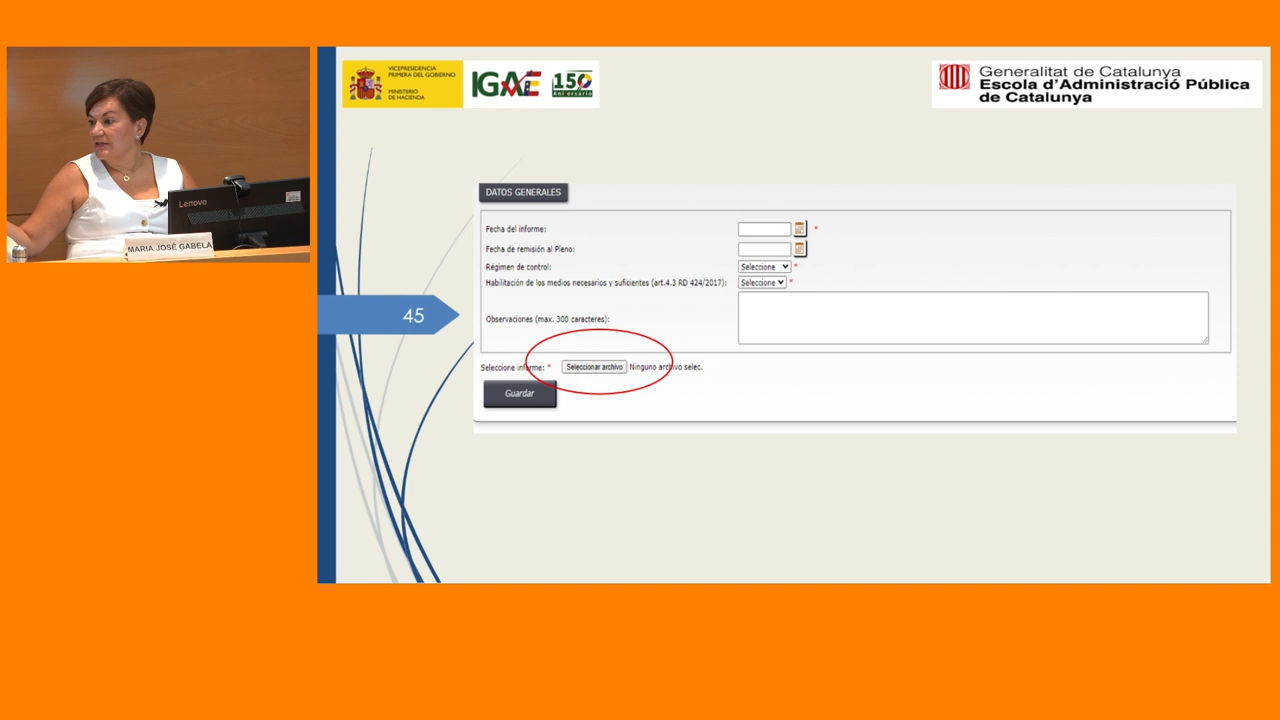 VICEPRESIDENCIA
PRIMERA DEL GOBIERNO
MINISTERIO
DE HACIENDA
IGAE
150
Aniversario
Generalitat de Catalunya
Escola d'Administració Pública
de Catalunya
Lenovo
MARIA JOSÉ GABELA
45
DATOS GENERALES
Fecha del informe: *
Fecha de remisión al Pleno:
Régimen de control: Seleccione *
Habilitación de los medios necesarios y suficientes (art.4.3 RD 424/2017): Seleccione *
Observaciones (max. 300 caracteres):
Seleccione informe: * Seleccionar archivo Ninguno archivo selec.
Guardar